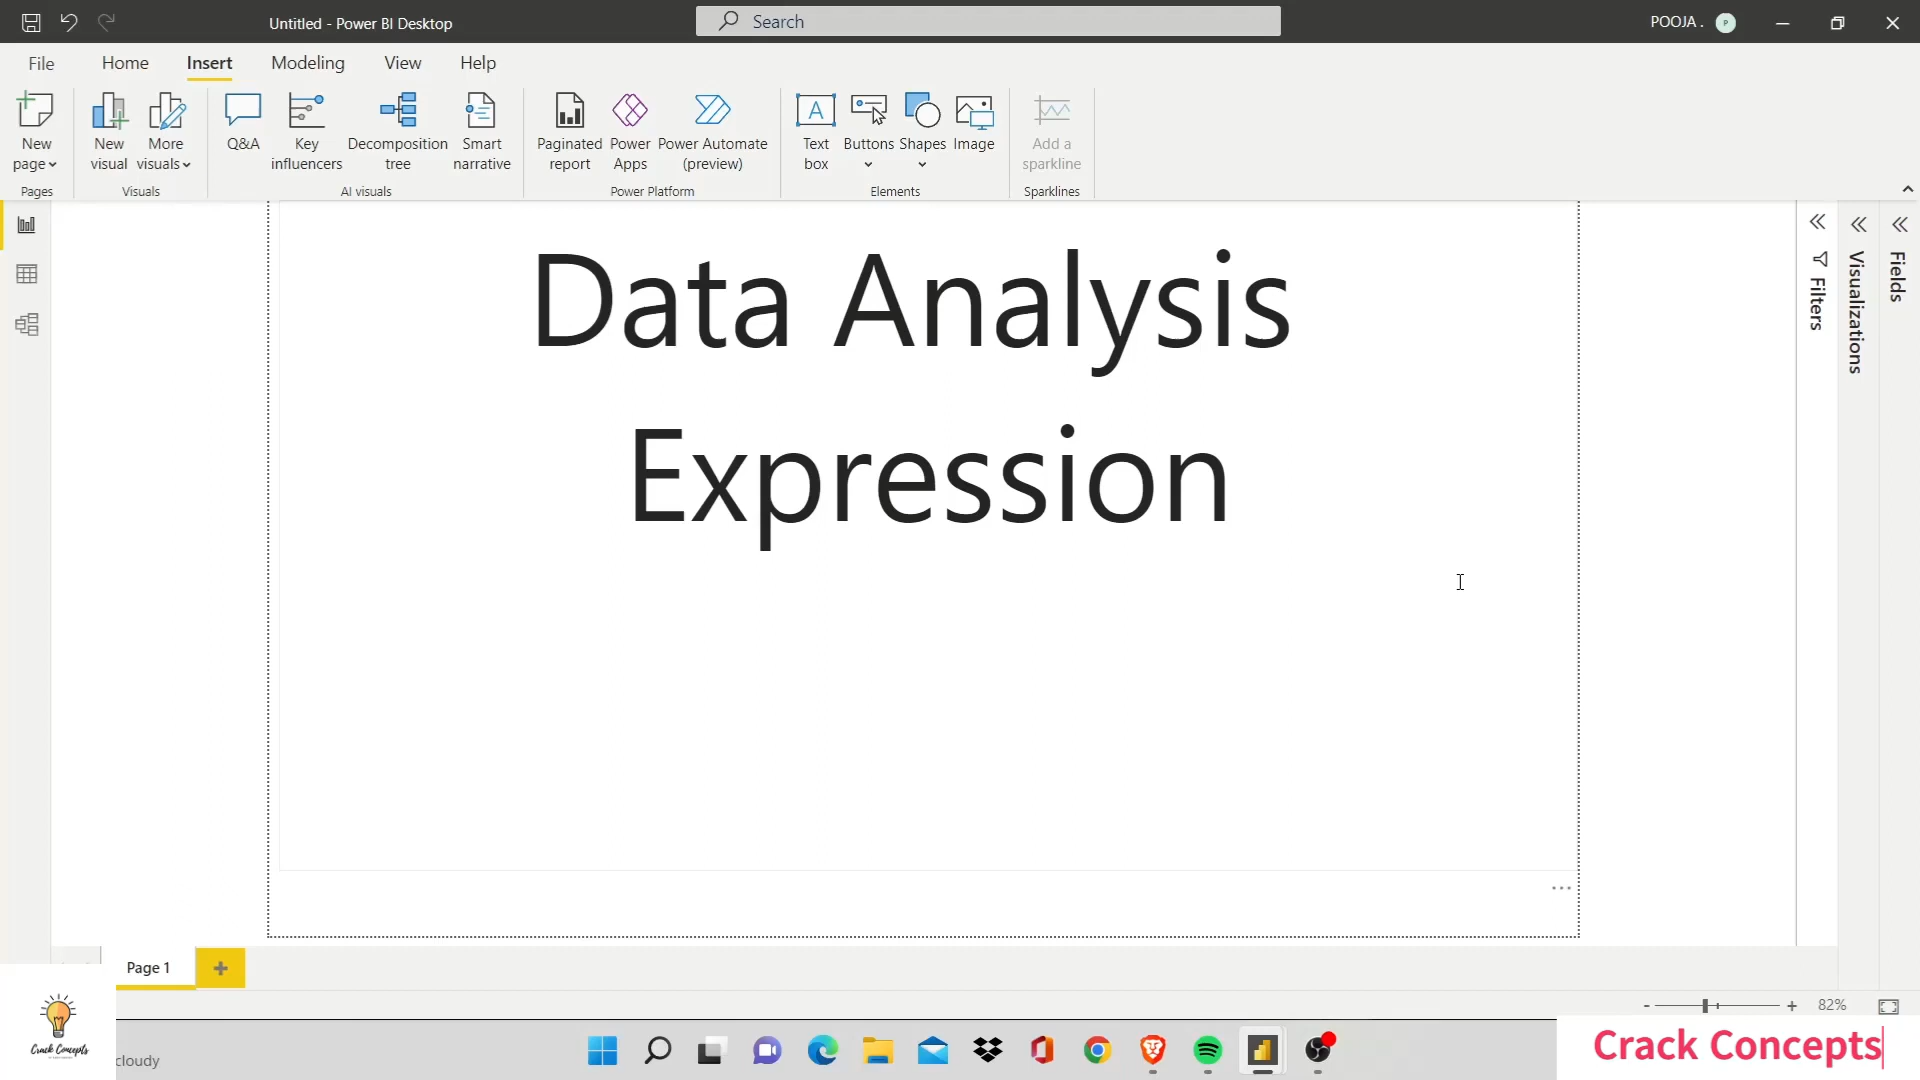 Untitled - Power BI Desktop
Search
POOJA .
P
File Home Insert Modeling View Help
New page
New visual
More visuals
Q&A
Key influencers
Decomposition tree
Smart narrative
Paginated report
Power Apps
Power Automate (preview)
Text box
Buttons
Shapes
Image
Add a sparkline
Pages
Visuals
AI visuals
Power Platform
Elements
Sparklines
Data Analysis
Expression
Filters
Visualizations
Fields
Page 1
82%
Crack Concepts
cloudy
Crack Concepts